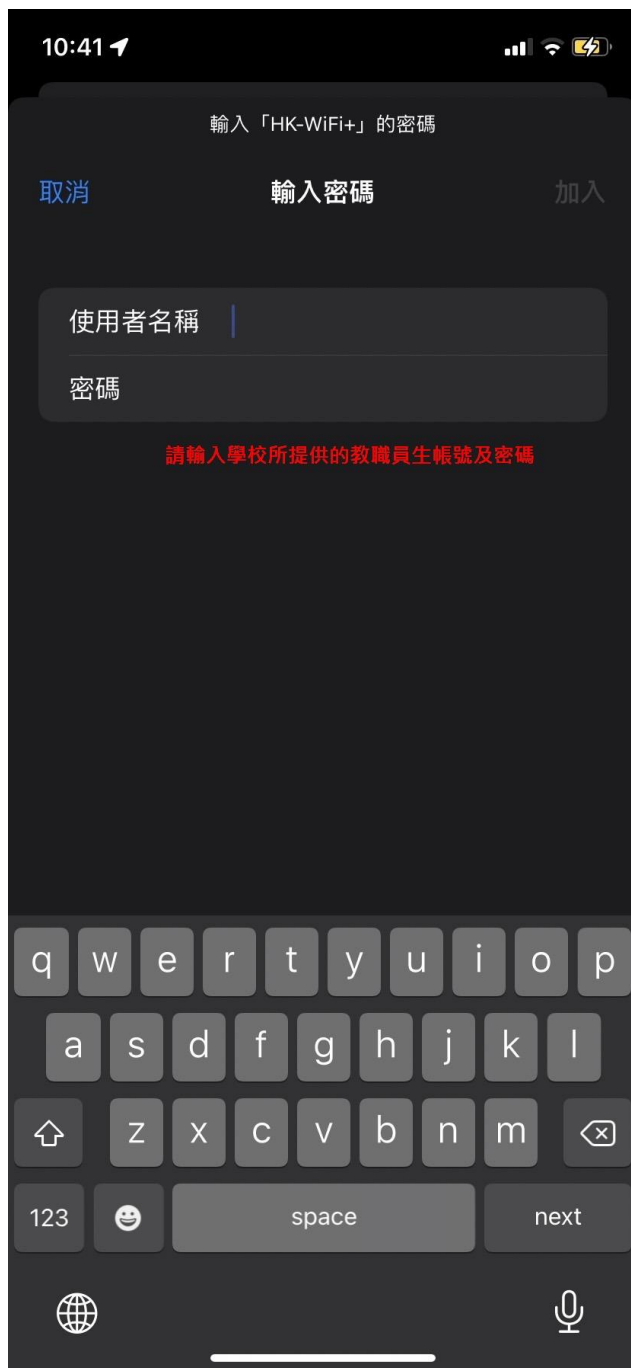 10:41
輸入「HK-WiFi+」的密碼
取消 輸入密碼 加入
使用者名稱
密碼
請輸入學校所提供的教職員生帳號及密碼
q w e r t y u i o p
a s d f g h j k l
z x c v b n m
123 space next